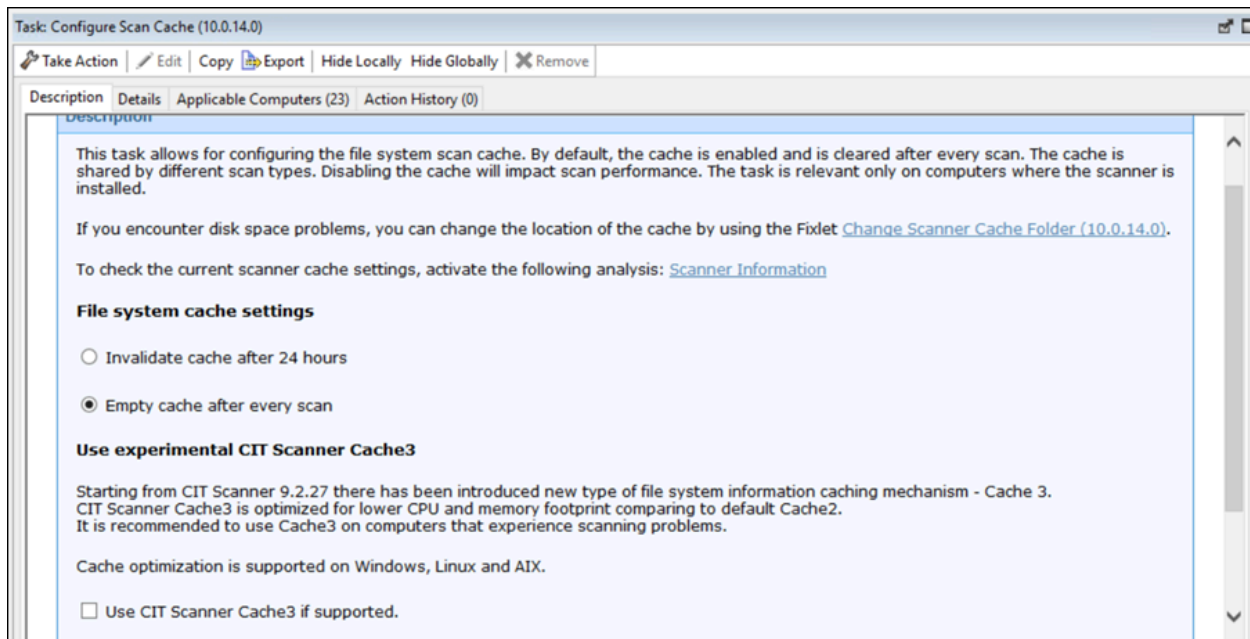 Task: Configure Scan Cache (10.0.14.0)
Take Action Edit Copy Export Hide Locally Hide Globally Remove
Description Details Applicable Computers (23) Action History (0)
Description
This task allows for configuring the file system scan cache. By default, the cache is enabled and is cleared after every scan. The cache is
shared by different scan types. Disabling the cache will impact scan performance. The task is relevant only on computers where the scanner is
installed.
If you encounter disk space problems, you can change the location of the cache by using the Fixlet Change Scanner Cache Folder (10.0.14.0).
To check the current scanner cache settings, activate the following analysis: Scanner Information
File system cache settings
Invalidate cache after 24 hours
Empty cache after every scan
Use experimental CIT Scanner Cache3
Starting from CIT Scanner 9.2.27 there has been introduced new type of file system information caching mechanism - Cache 3.
CIT Scanner Cache3 is optimized for lower CPU and memory footprint comparing to default Cache2.
It is recommended to use Cache3 on computers that experience scanning problems.
Cache optimization is supported on Windows, Linux and AIX.
Use CIT Scanner Cache3 if supported.